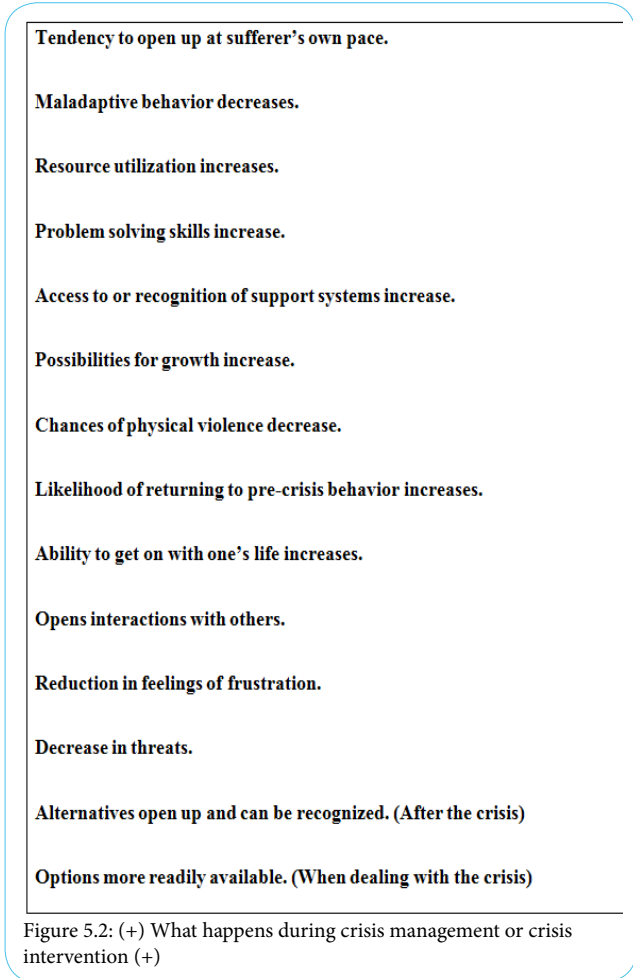 Tendency to open up at sufferer’s own pace.
Maladaptive behavior decreases.
Resource utilization increases.
Problem solving skills increase.
Access to or recognition of support systems increase.
Possibilities for growth increase.
Chances of physical violence decrease.
Likelihood of returning to pre-crisis behavior increases.
Ability to get on with one’s life increases.
Opens interactions with others.
Reduction in feelings of frustration.
Decrease in threats.
Alternatives open up and can be recognized. (After the crisis)
Options more readily available. (When dealing with the crisis)
Figure 5.2: (+) What happens during crisis management or crisis
intervention (+)